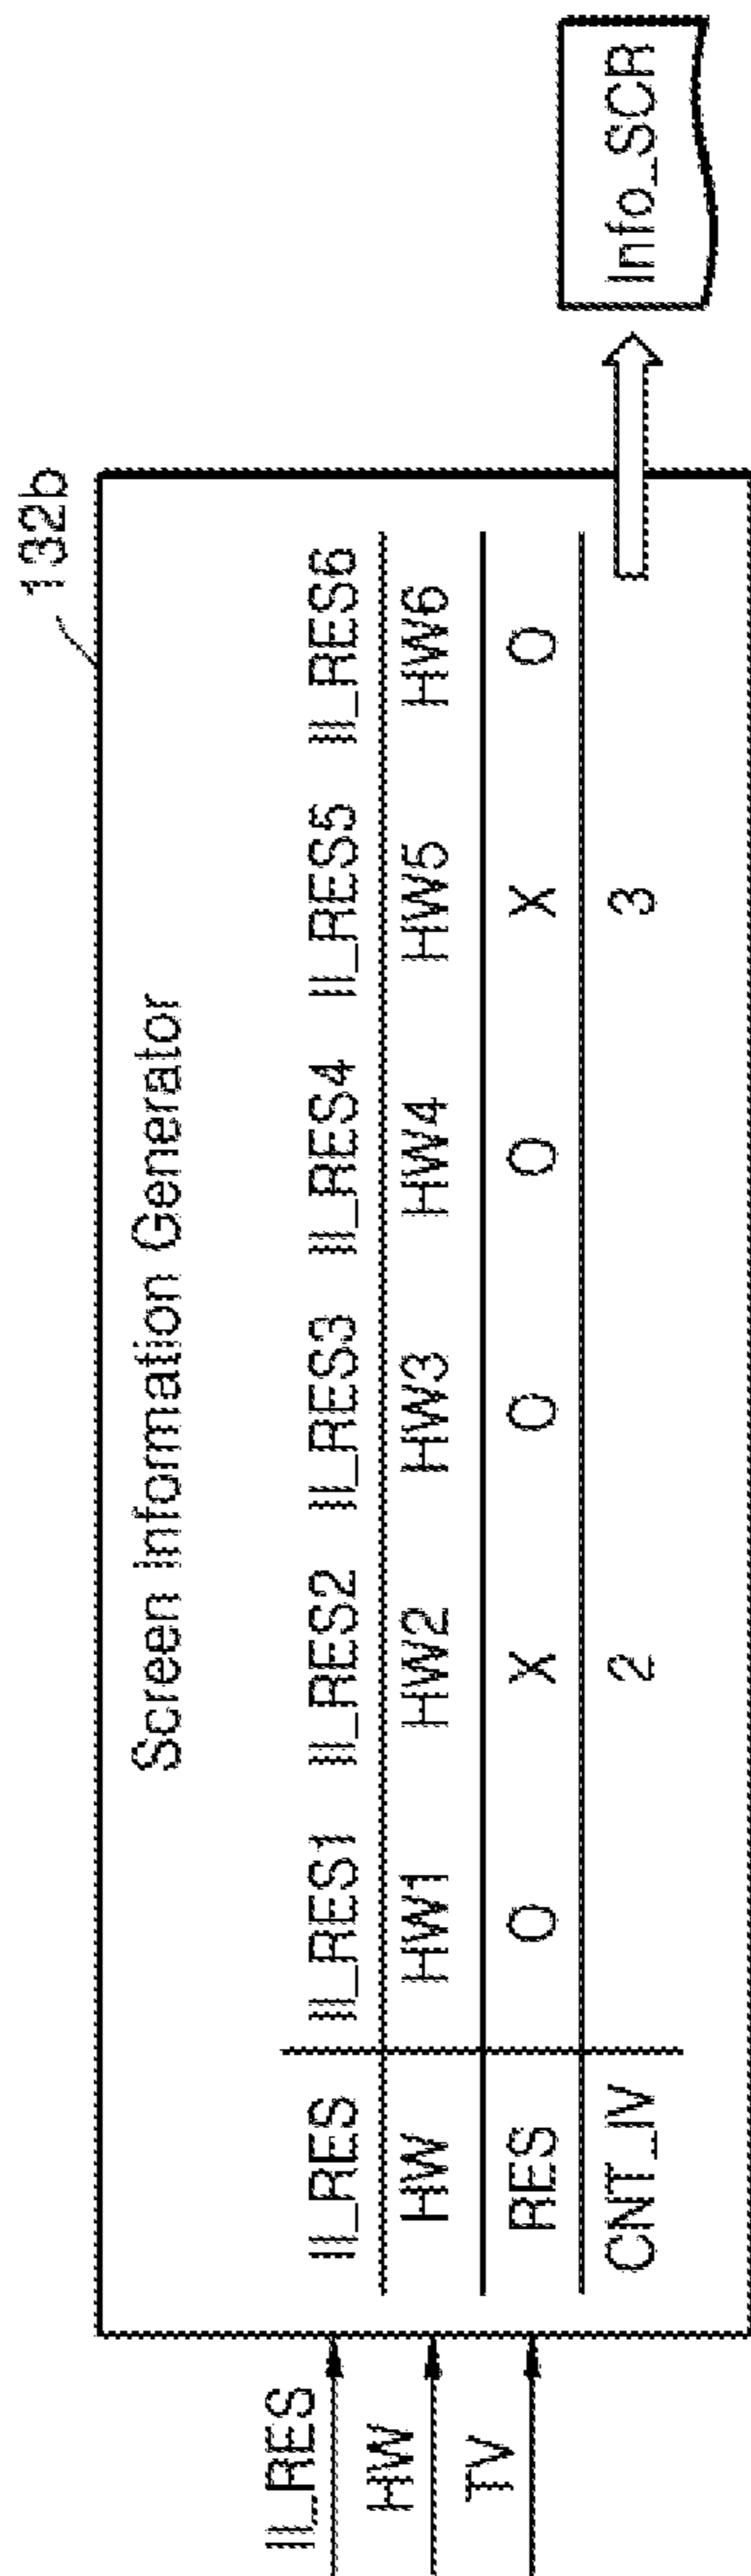 132b
Screen Information Generator
II_RES II_RES1 II_RES2 II_RES3 II_RES4 II_RES5 II_RES6
HW HW1 HW2 HW3 HW4 HW5 HW6
RES O X O O X O
CNT_IV 2 3
II_RES
HW
TV
Info_SCR